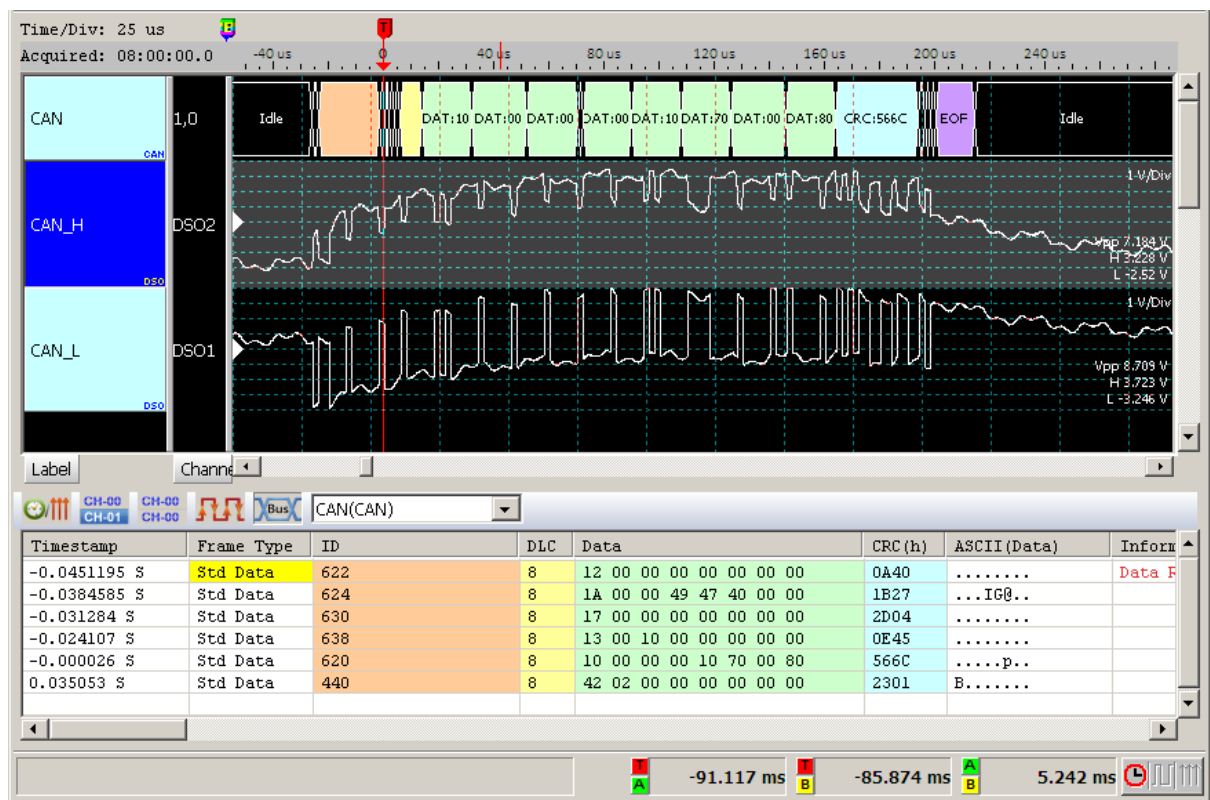 Time/Div: 25 us
Acquired: 08:00:00.0
B T
-40 us 0 40 us 80 us 120 us 160 us 200 us 240 us
CAN 1,0 Idle DAT:10 DAT:00 DAT:00 DAT:00 DAT:10 DAT:70 DAT:00 DAT:80 CRC:566C EOF Idle
CAN
1 V/Div
CAN_H DSO2
Vpp 7.184 V
H 3.228 V
L -2.52 V
DSO
1 V/Div
CAN_L DSO1
Vpp 8.709 V
H 3.723 V
L -3.246 V
DSO
Label Channe
CH-00 CH-00
CH-01 CH-00
Bus CAN(CAN)
Timestamp Frame Type ID DLC Data CRC(h) ASCII(Data) Inform
-0.0451195 S Std Data 622 8 12 00 00 00 00 00 00 00 0A40 ........ Data F
-0.0384585 S Std Data 624 8 1A 00 00 49 47 40 00 00 1B27 ...IG@..
-0.031284 S Std Data 630 8 17 00 00 00 00 00 00 00 2D04 ........
-0.024107 S Std Data 638 8 13 00 10 00 00 00 00 00 0E45 ........
-0.000026 S Std Data 620 8 10 00 00 00 10 70 00 80 566C .....p..
0.035053 S Std Data 440 8 42 02 00 00 00 00 00 00 2301 B.......
T A -91.117 ms T B -85.874 ms A B 5.242 ms